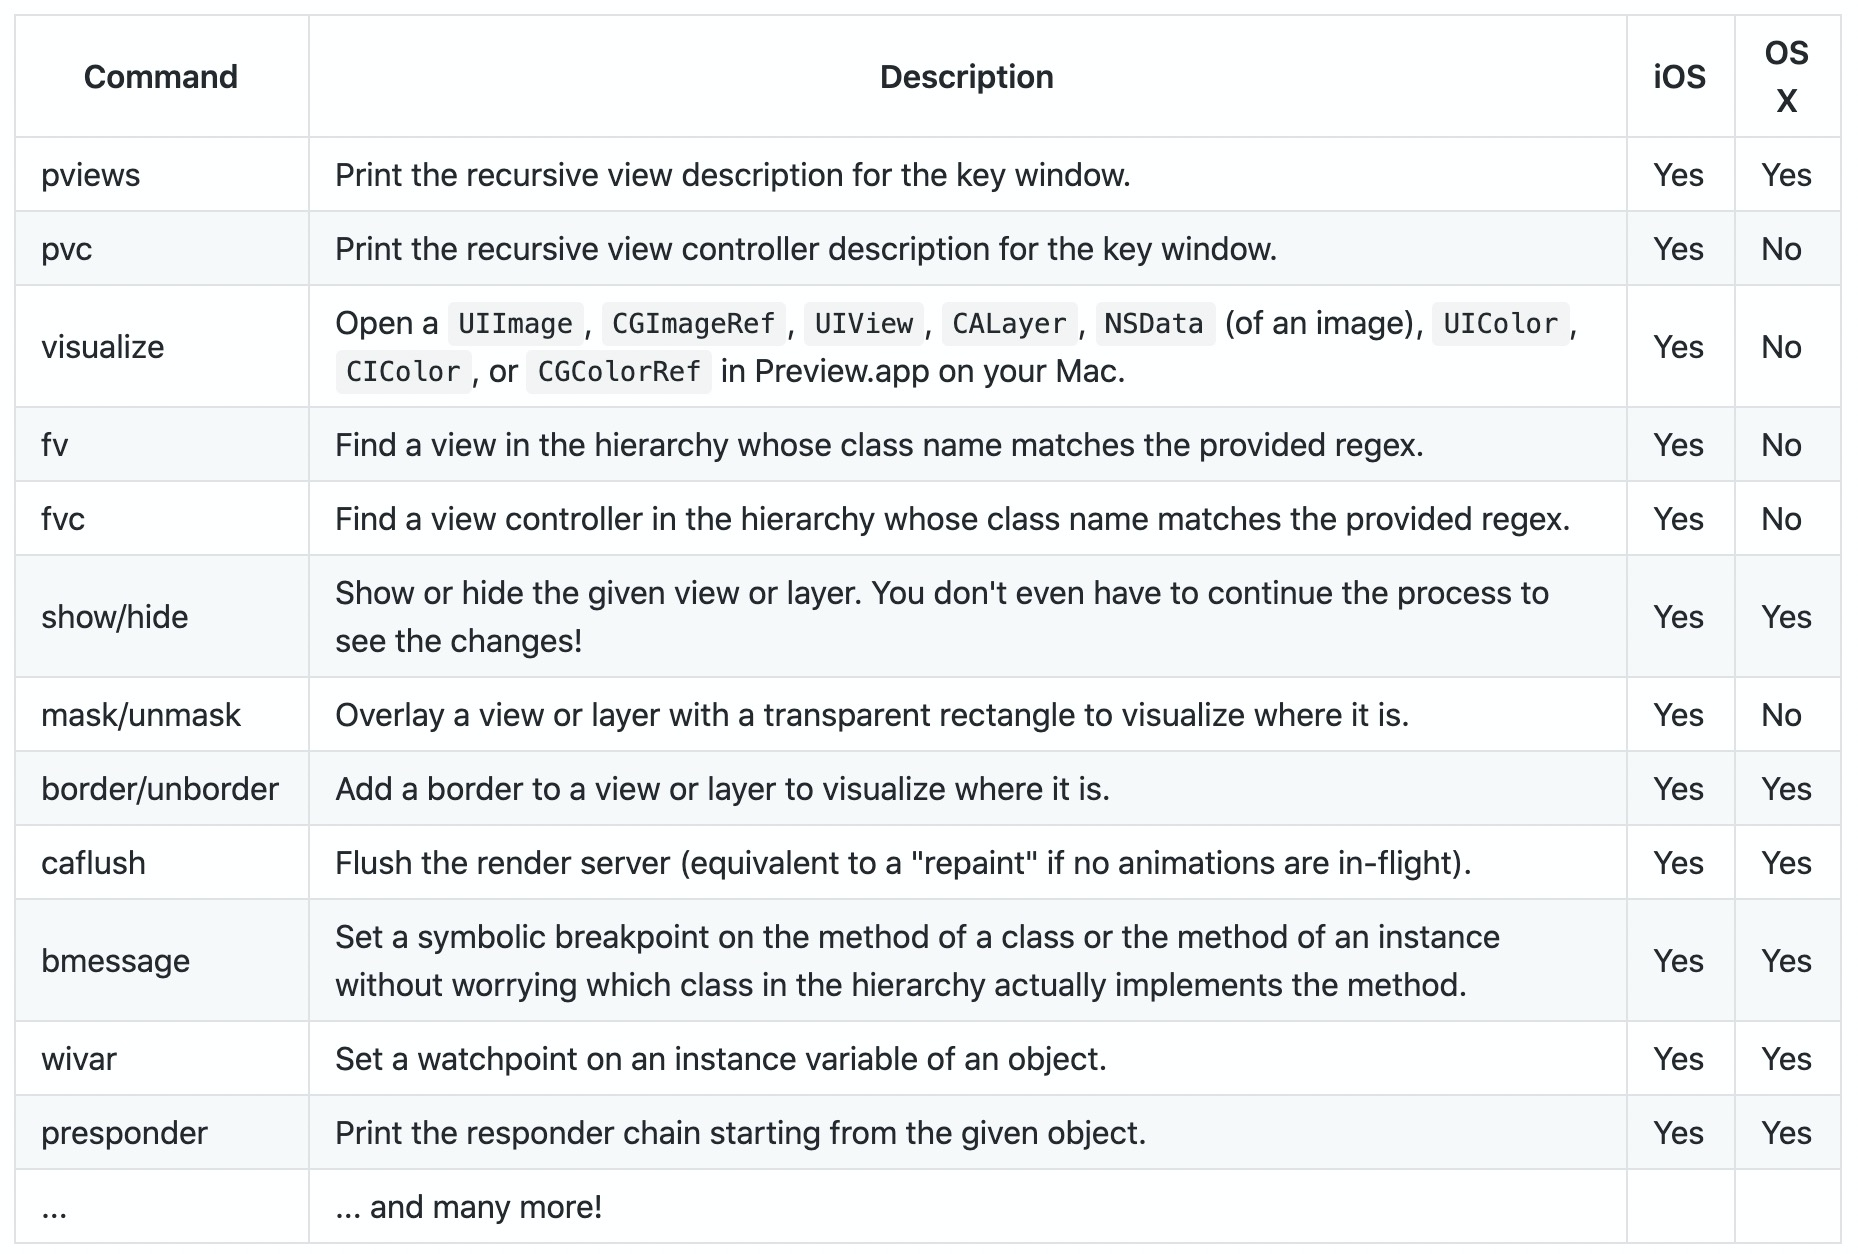 Command Description iOS OS X
pviews Print the recursive view description for the key window. Yes Yes
pvc Print the recursive view controller description for the key window. Yes No
visualize Open a UIImage, CGImageRef, UIView, CALayer, NSData (of an image), UIColor,
CIColor, or CGColorRef in Preview.app on your Mac. Yes No
fv Find a view in the hierarchy whose class name matches the provided regex. Yes No
fvc Find a view controller in the hierarchy whose class name matches the provided regex. Yes No
show/hide Show or hide the given view or layer. You don't even have to continue the process to
see the changes! Yes Yes
mask/unmask Overlay a view or layer with a transparent rectangle to visualize where it is. Yes No
border/unborder Add a border to a view or layer to visualize where it is. Yes Yes
caflush Flush the render server (equivalent to a "repaint" if no animations are in-flight). Yes Yes
bmessage Set a symbolic breakpoint on the method of a class or the method of an instance
without worrying which class in the hierarchy actually implements the method. Yes Yes
wivar Set a watchpoint on an instance variable of an object. Yes Yes
presponder Print the responder chain starting from the given object. Yes Yes
... ... and many more!